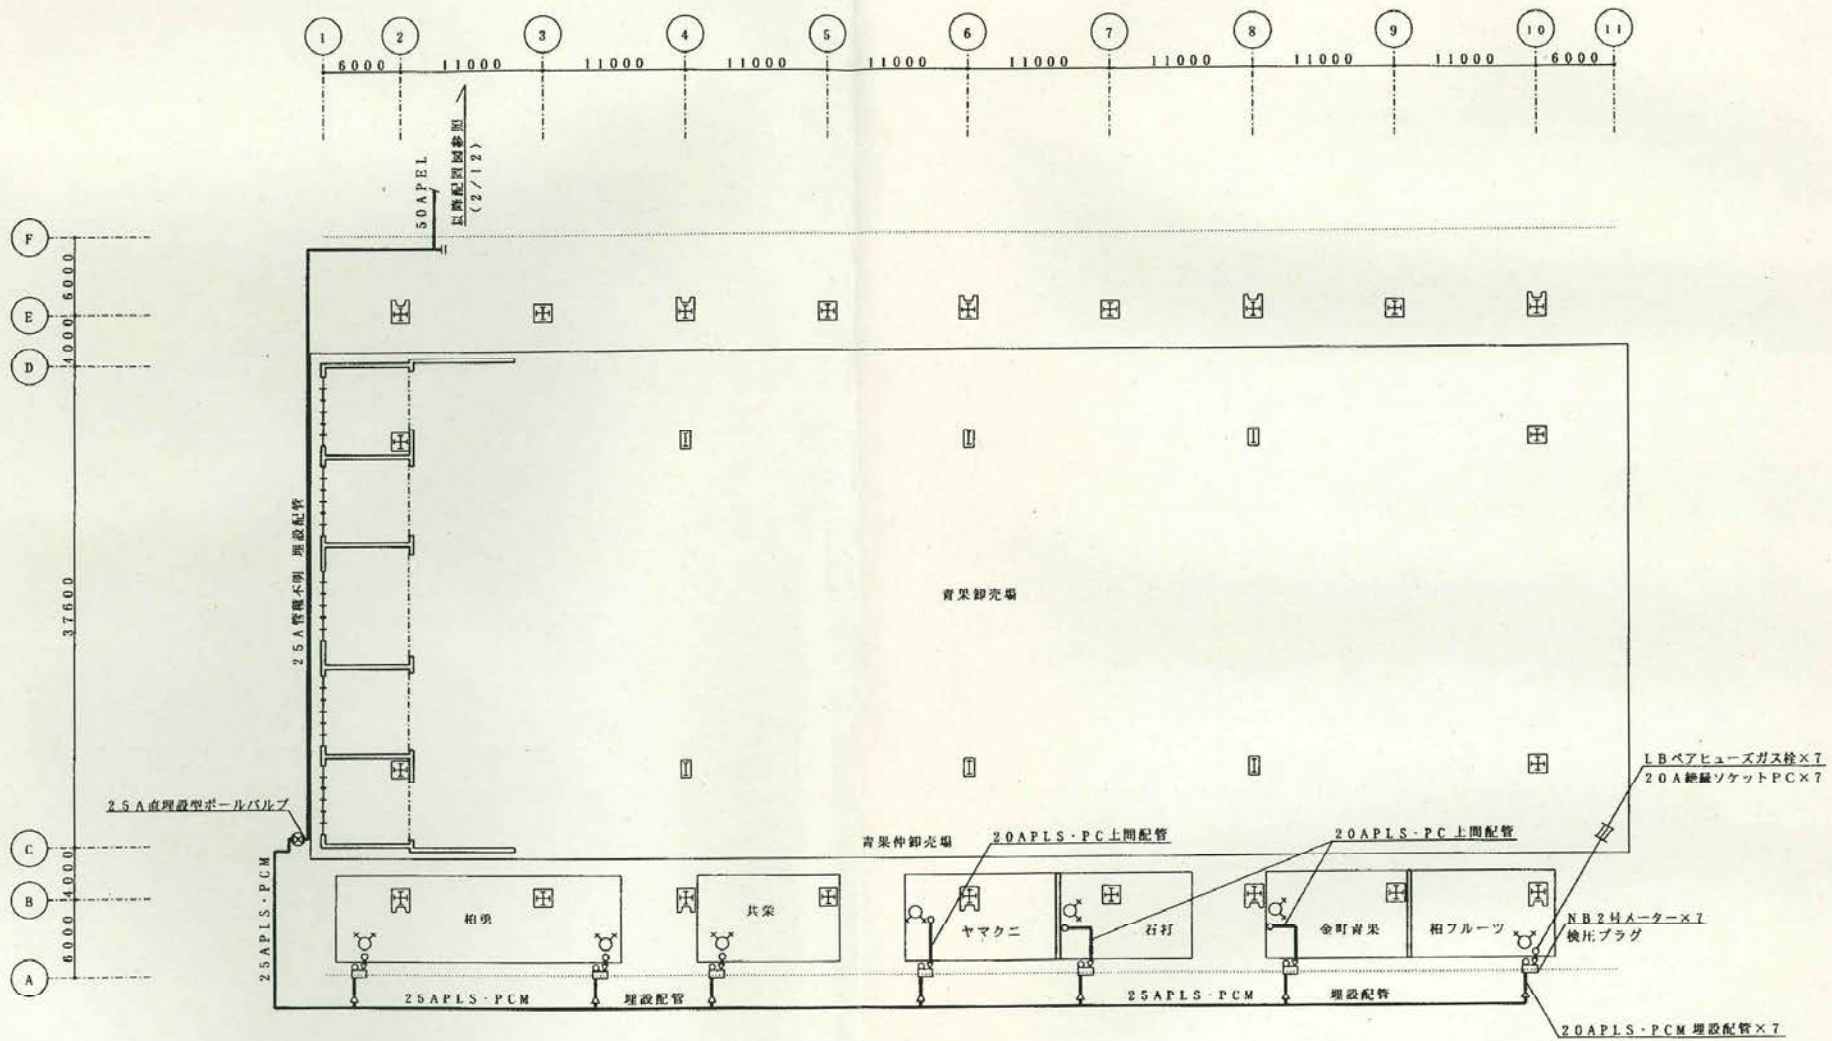 1 2 3 4 5 6 7 8 9 10 11
6000 11000 11000 11000 11000 11000 11000 11000 11000 6000
50APEL
以降配置図参照
(2/12)
F
6000
E
4000
D
37600
25A管種不明 埋設配管
青果卸売場
LBペアヒューズガス栓×7
20A絶縁ソケットPC×7
25A直埋設型ボールバルブ
C
青果仲卸売場
20APLS・PC上間配管
20APLS・PC上間配管
4000
B
柏勇
共栄
ヤマクニ
石打
金町青果
柏フルーツ
NB2号メーター×7
検圧プラグ
6000
A
25APLS・PCM
25APLS・PCM 埋設配管
25APLS・PCM 埋設配管
20APLS・PCM埋設配管×7